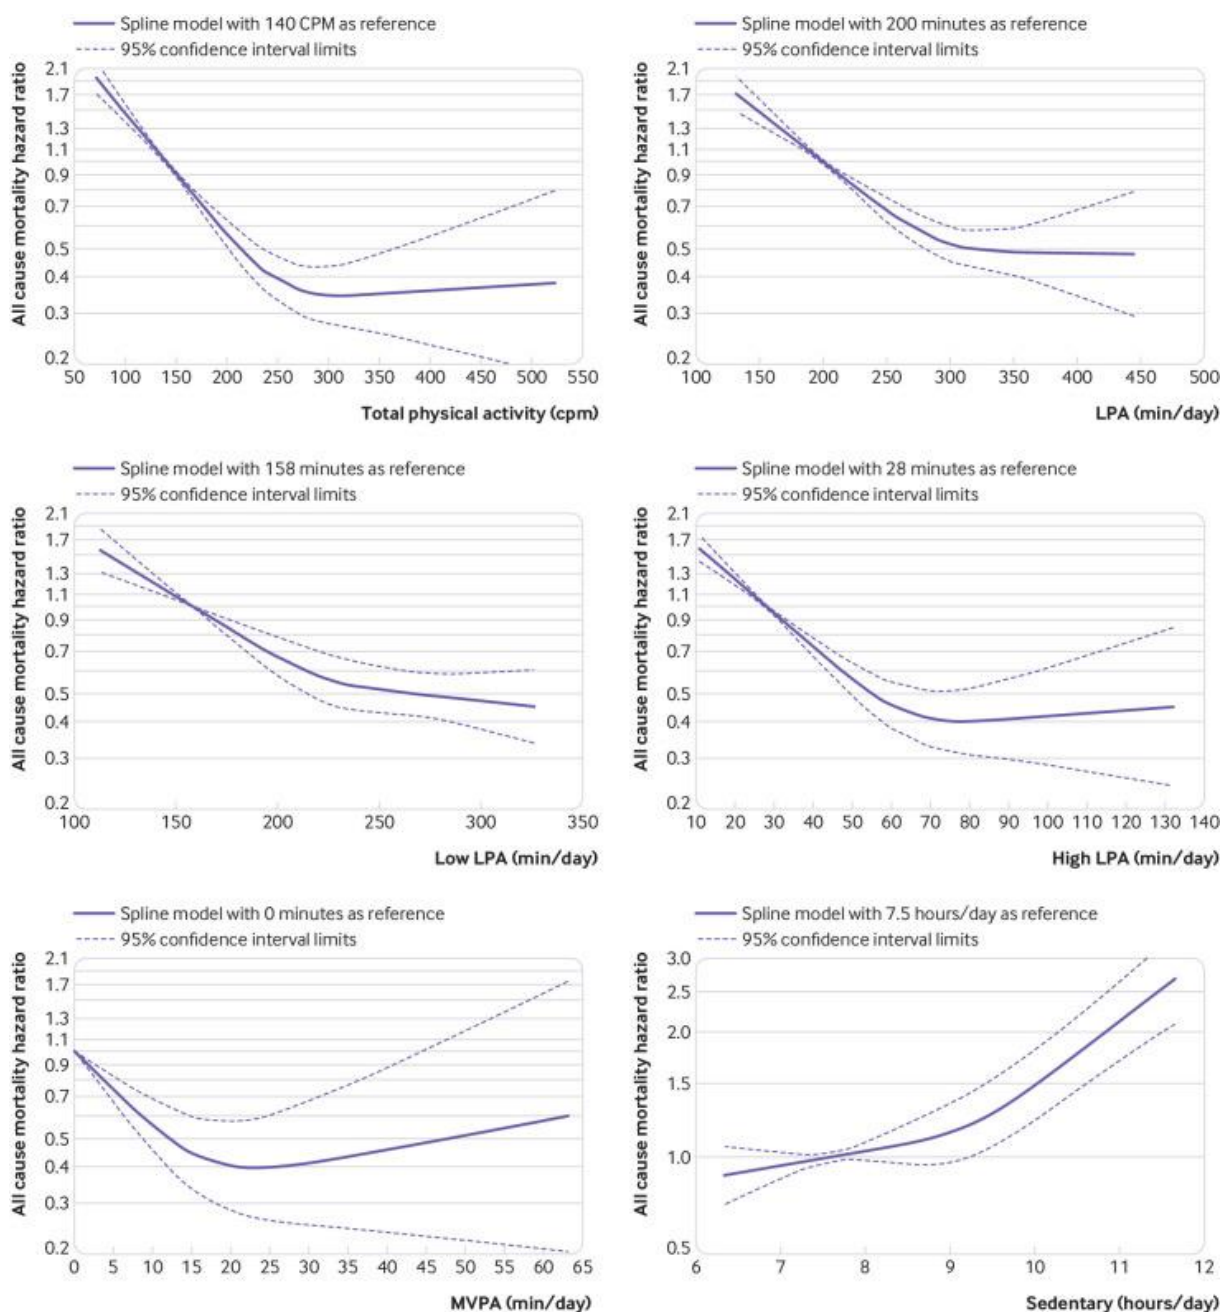 Spline model with 140 CPM as reference
95% confidence interval limits
All cause mortality hazard ratio
2.1
1.7
1.3
1.1
0.9
0.7
0.5
0.4
0.3
0.2
50 100 150 200 250 300 350 400 450 500 550
Total physical activity (cpm)
Spline model with 200 minutes as reference
95% confidence interval limits
All cause mortality hazard ratio
2.1
1.7
1.3
1.1
0.9
0.7
0.5
0.4
0.3
0.2
100 150 200 250 300 350 400 450 500
LPA (min/day)
Spline model with 158 minutes as reference
95% confidence interval limits
All cause mortality hazard ratio
2.1
1.7
1.3
1.1
0.9
0.7
0.5
0.4
0.3
0.2
100 150 200 250 300 350
Low LPA (min/day)
Spline model with 28 minutes as reference
95% confidence interval limits
All cause mortality hazard ratio
2.1
1.7
1.3
1.1
0.9
0.7
0.5
0.4
0.3
0.2
10 20 30 40 50 60 70 80 90 100 110 120 130 140
High LPA (min/day)
Spline model with 0 minutes as reference
95% confidence interval limits
All cause mortality hazard ratio
2.1
1.7
1.3
1.1
0.9
0.7
0.5
0.4
0.3
0.2
0 5 10 15 20 25 30 35 40 45 50 55 60 65
MVPA (min/day)
Spline model with 7.5 hours/day as reference
95% confidence interval limits
All cause mortality hazard ratio
3.0
2.5
2.0
1.5
1.0
0.5
6 7 8 9 10 11 12
Sedentary (hours/day)